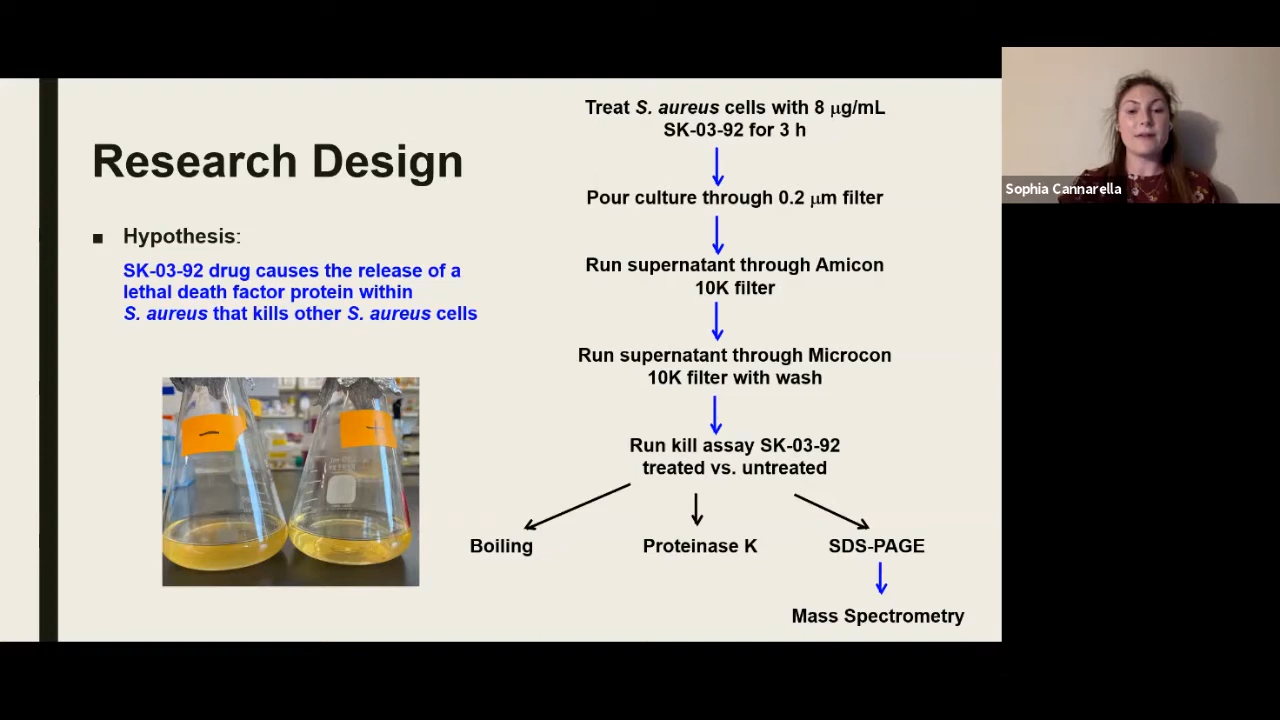 Research Design
■ Hypothesis:
SK-03-92 drug causes the release of a
lethal death factor protein within
S. aureus that kills other S. aureus cells
Treat S. aureus cells with 8 μg/mL
SK-03-92 for 3 h
Pour culture through 0.2 μm filter
Run supernatant through Amicon
10K filter
Run supernatant through Microcon
10K filter with wash
Run kill assay SK-03-92
treated vs. untreated
Boiling
Proteinase K
SDS-PAGE
Mass Spectrometry
Sophia Cannarella